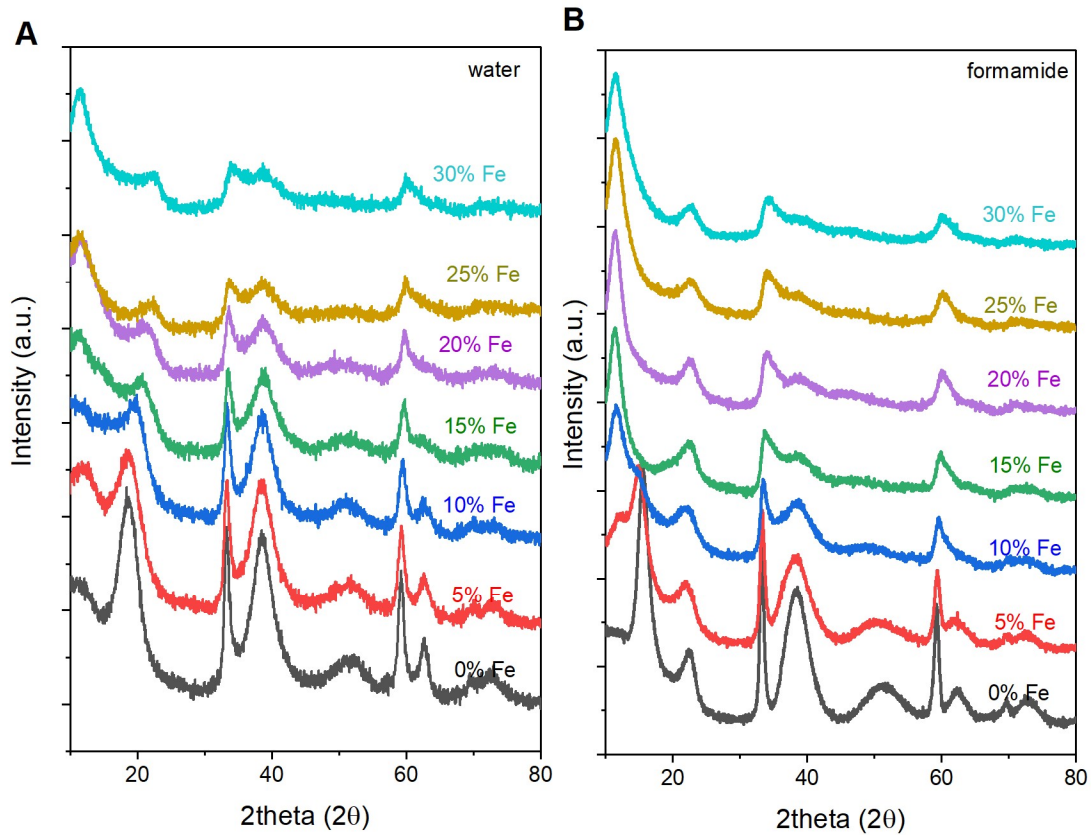 A
water
30% Fe
25% Fe
20% Fe
15% Fe
10% Fe
5% Fe
0% Fe
Intensity (a.u.)
20
40
60
80
2theta (2θ)
B
formamide
30% Fe
25% Fe
20% Fe
15% Fe
10% Fe
5% Fe
0% Fe
Intensity (a.u.)
20
40
60
80
2theta (2θ)